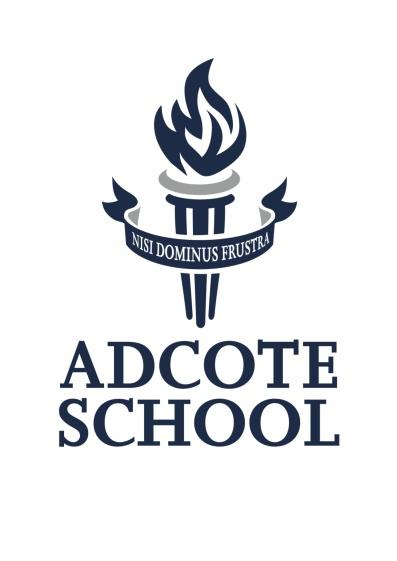 NISI DOMINUS FRUSTRA
ADCOTE
SCHOOL